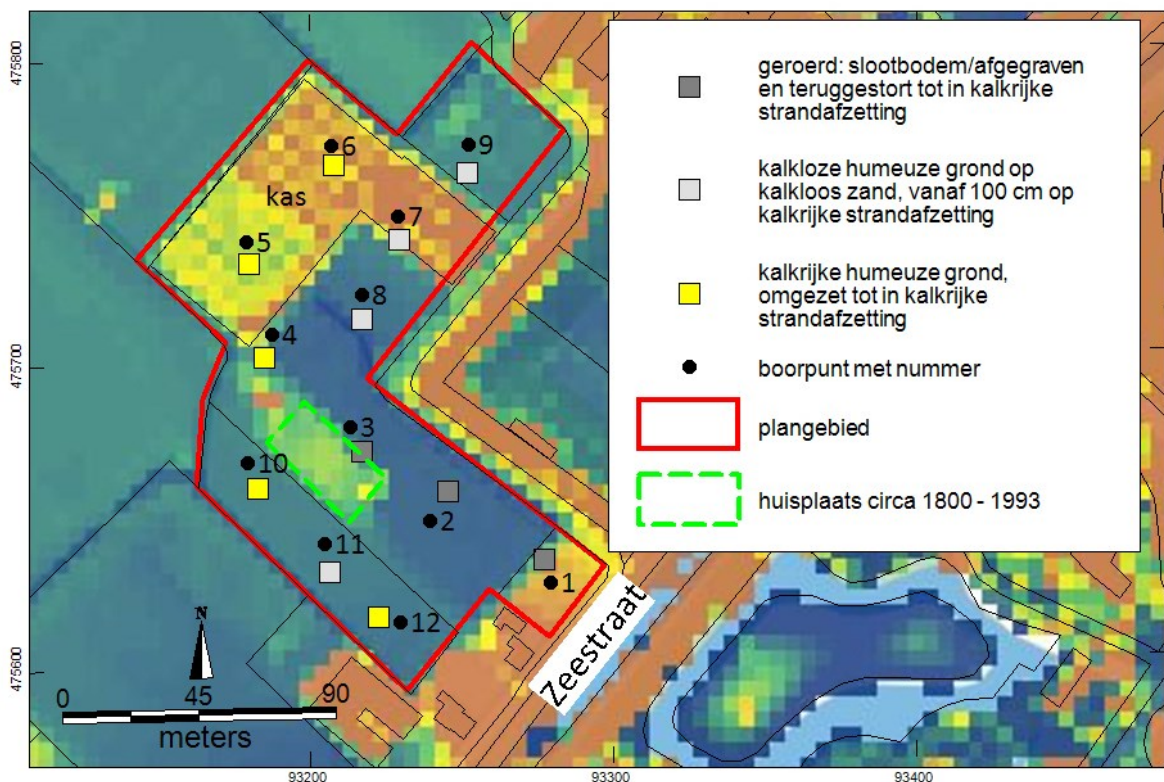 475800
475700
475600
geroerd: slootbodem/afgegraven
en teruggestort tot in kalkrijke
strandafzetting
kalkloze humeuze grond op
kalkloos zand, vanaf 100 cm op
kalkrijke strandafzetting
kalkrijke humeuze grond,
omgezet tot in kalkrijke
strandafzetting
boorpunt met nummer
plangebied
huisplaats circa 1800 - 1993
6
9
kas
7
5
8
4
3
10
2
11
1
12
Zeestraat
N
0 45 90
meters
93200 93300 93400